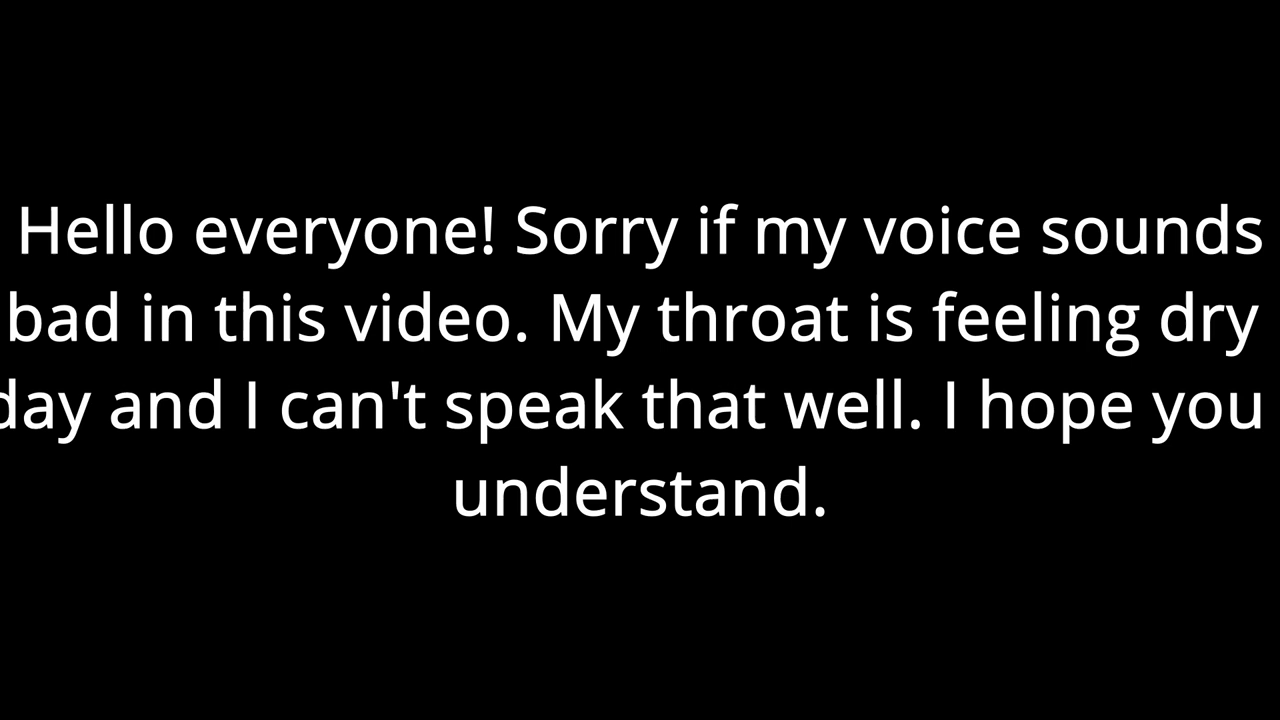 Hello everyone! Sorry if my voice sounds
bad in this video. My throat is feeling dry
day and I can't speak that well. I hope you
understand.